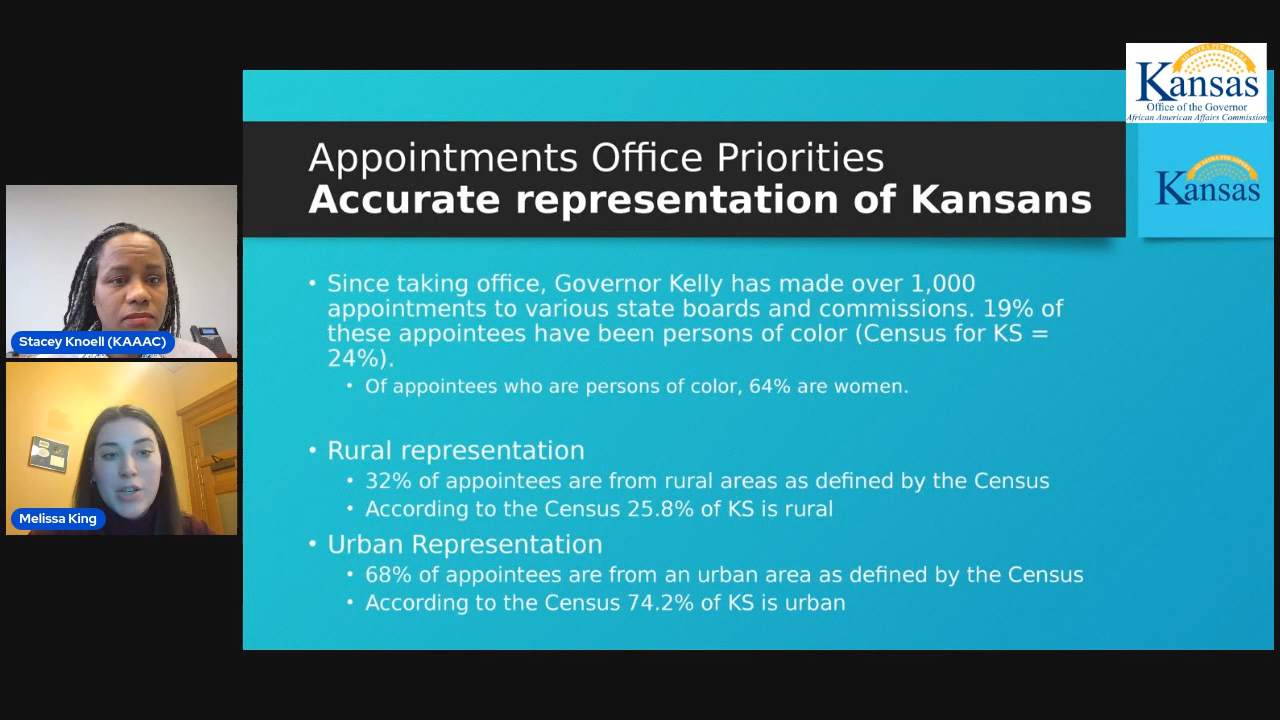 Kansas
Office of the Governor
African American Affairs Commission
Appointments Office Priorities
Accurate representation of Kansans
Kansas
• Since taking office, Governor Kelly has made over 1,000
appointments to various state boards and commissions. 19% of
these appointees have been persons of color (Census for KS =
24%).
• Of appointees who are persons of color, 64% are women.
• Rural representation
• 32% of appointees are from rural areas as defined by the Census
• According to the Census 25.8% of KS is rural
• Urban Representation
• 68% of appointees are from an urban area as defined by the Census
• According to the Census 74.2% of KS is urban
Stacey Knoell (KAAAC)
Melissa King